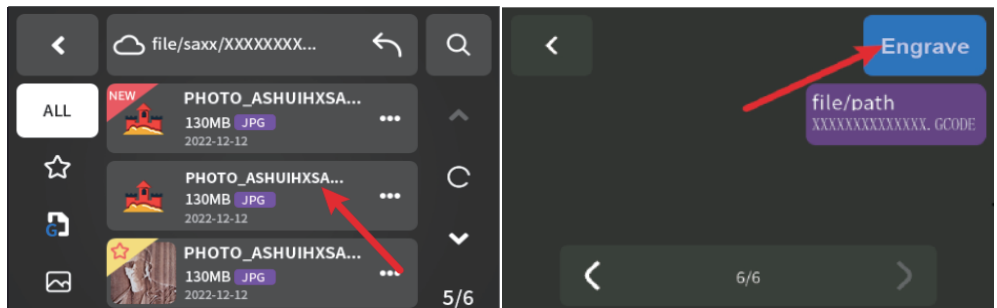 file/saxx/XXXXXXXX...
ALL
NEW
PHOTO_ASHUIHXSA...
130MB JPG
2022-12-12
PHOTO_ASHUIHXSA...
130MB JPG
2022-12-12
G
PHOTO_ASHUIHXSA...
130MB JPG
2022-12-12
5/6
Engrave
file/path
XXXXXXXXXXXXXX. GCODE
6/6